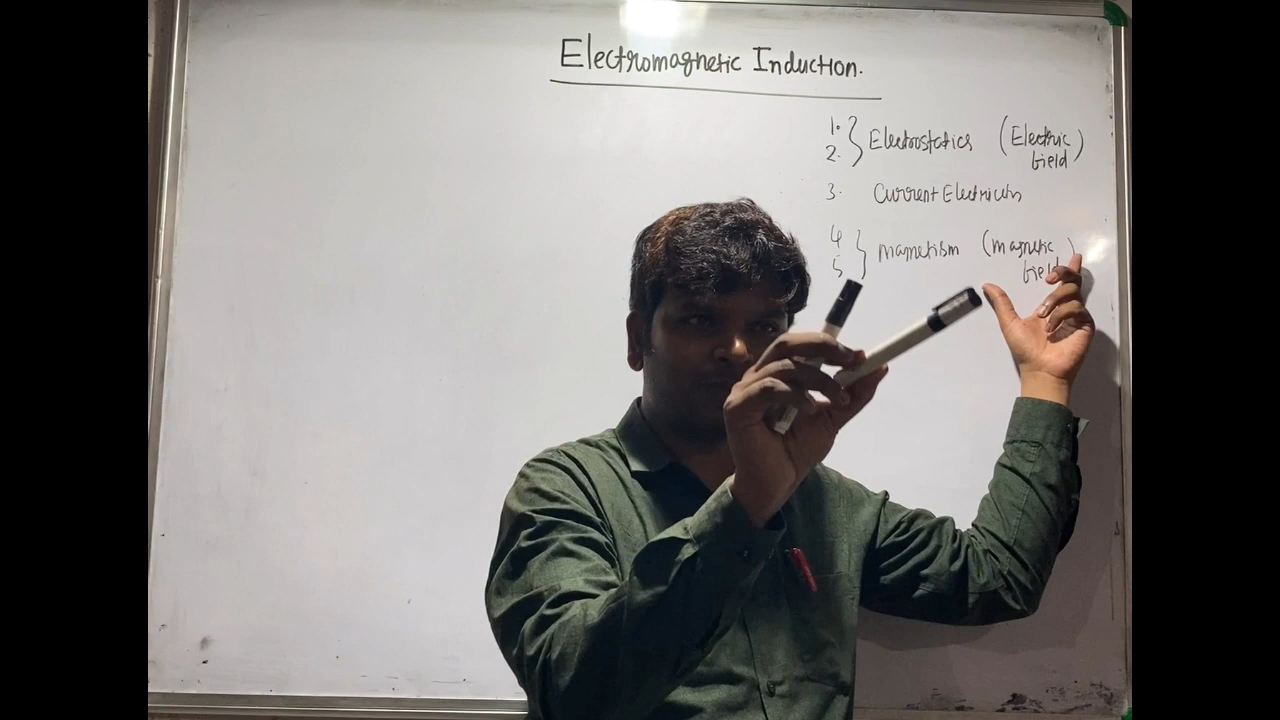 Electromagnetic Induction.
1.
2. } Electrostatics (Electric field)
3. Current Electricity
4
5 } magnetism (magnetic field